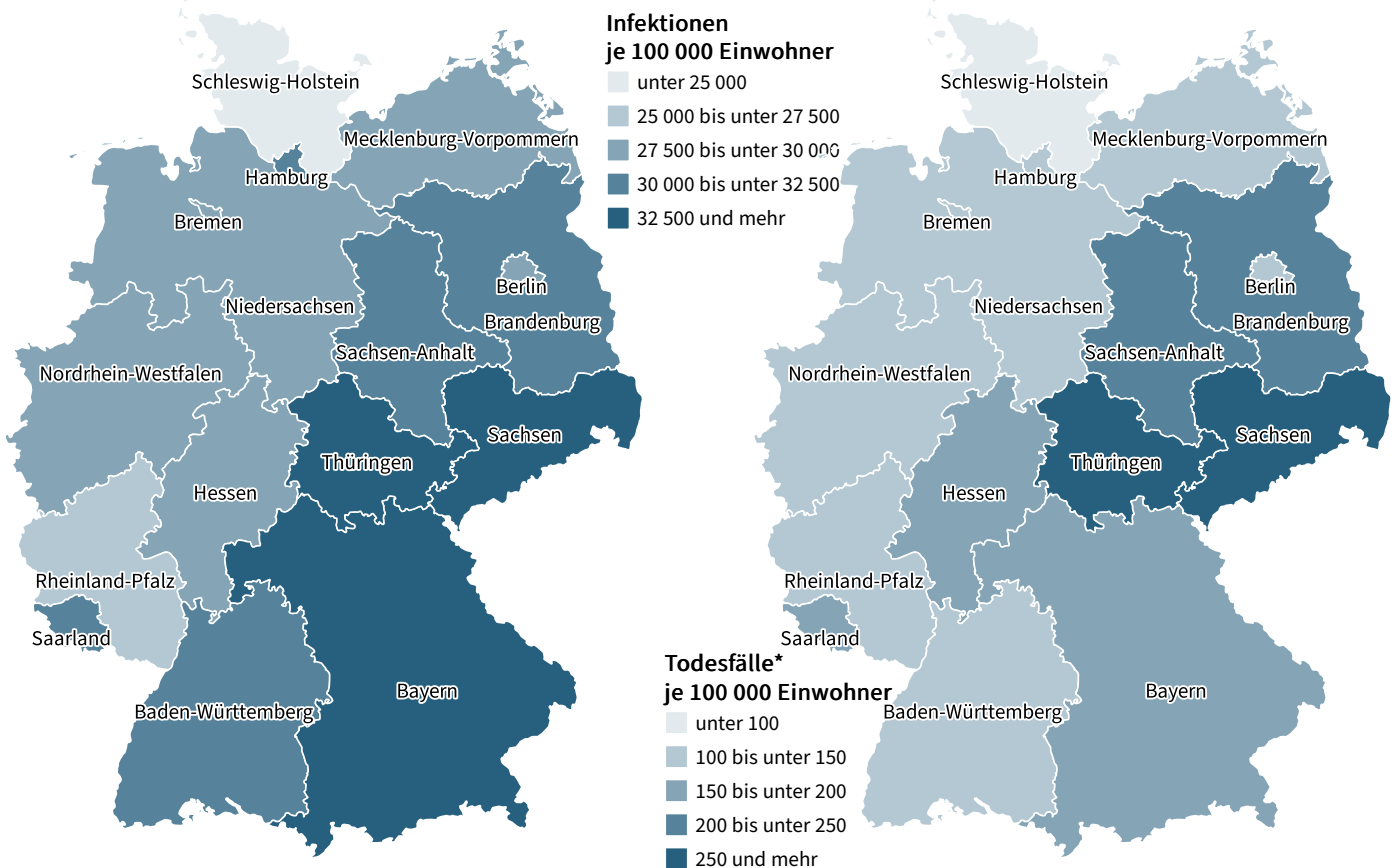 Infektionen
je 100 000 Einwohner
unter 25 000
25 000 bis unter 27 500
27 500 bis unter 30 000
30 000 bis unter 32 500
32 500 und mehr
Schleswig-Holstein
Mecklenburg-Vorpommern
Hamburg
Bremen
Niedersachsen
Berlin
Brandenburg
Sachsen-Anhalt
Nordrhein-Westfalen
Sachsen
Thüringen
Hessen
Rheinland-Pfalz
Saarland
Bayern
Baden-Württemberg
Todesfälle*
je 100 000 Einwohner
unter 100
100 bis unter 150
150 bis unter 200
200 bis unter 250
250 und mehr
Schleswig-Holstein
Mecklenburg-Vorpommern
Hamburg
Bremen
Niedersachsen
Berlin
Brandenburg
Sachsen-Anhalt
Nordrhein-Westfalen
Sachsen
Thüringen
Hessen
Rheinland-Pfalz
Saarland
Bayern
Baden-Württemberg